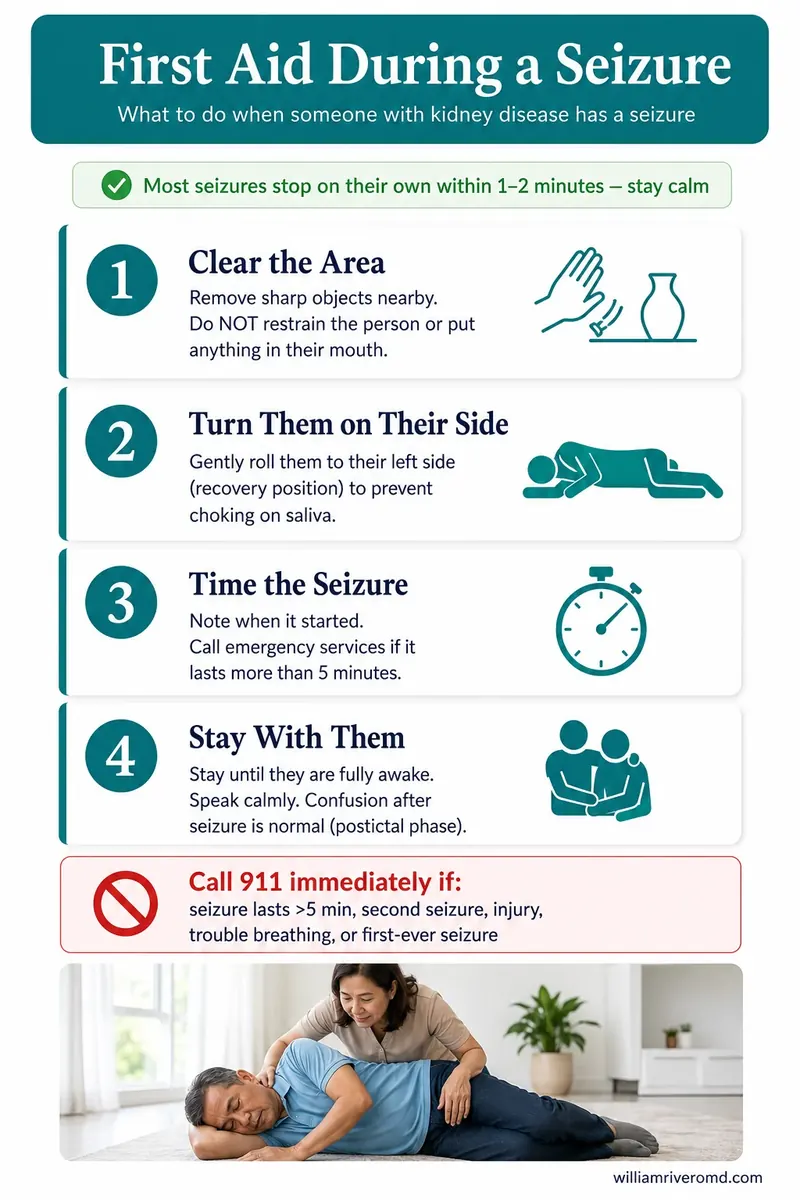 First Aid During a Seizure
What to do when someone with kidney disease has a seizure
Most seizures stop on their own within 1–2 minutes – stay calm
1
Clear the Area
Remove sharp objects nearby.
Do NOT restrain the person or put
anything in their mouth.
2
Turn Them on Their Side
Gently roll them to their left side
(recovery position) to prevent
choking on saliva.
3
Time the Seizure
Note when it started.
Call emergency services if it
lasts more than 5 minutes.
4
Stay With Them
Stay until they are fully awake.
Speak calmly. Confusion after
seizure is normal (postictal phase).
Call 911 immediately if:
seizure lasts >5 min, second seizure, injury,
trouble breathing, or first-ever seizure
williamriveromd.com